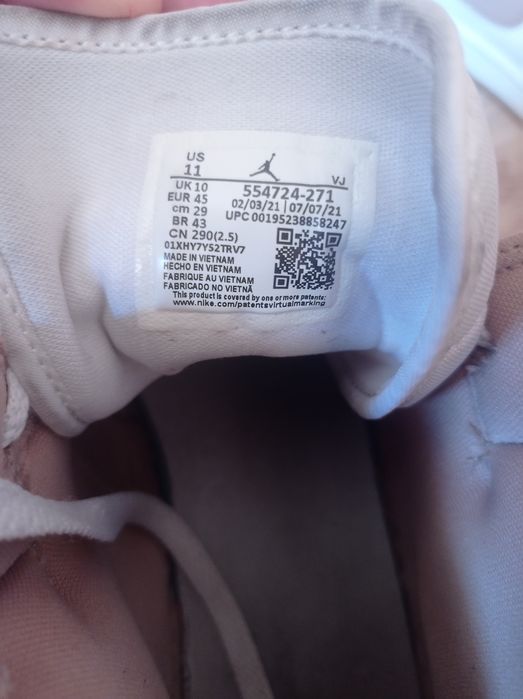 US
11
VJ
UK 10
EUR 45
cm 29
BR 43
CN 290(2.5)
554724-271
02/03/21 | 07/07/21
UPC 00195238858247
01XHY7YS2TRV7
MADE IN VIETNAM
HECHO EN VIETNAM
FABRIQUE AU VIETNAM
FABRICADO NO VIETNÃ
This product is covered by one or more patents:
www.nike.com/patentsvirtualmarking